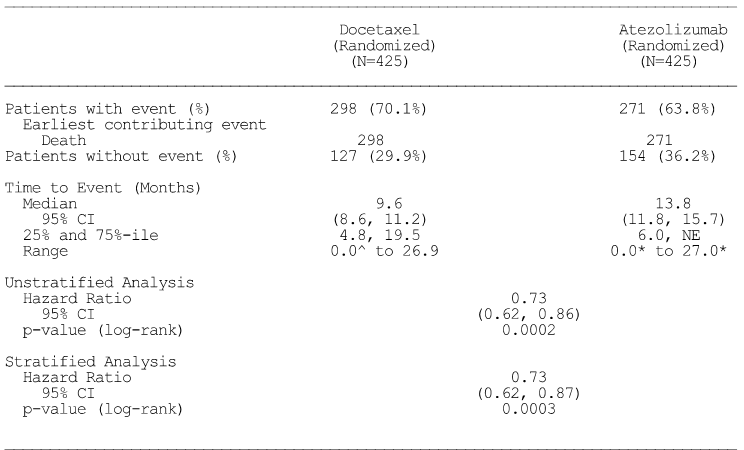 Docetaxel Atezolizumab
(Randomized) (Randomized)
(N=425) (N=425)
Patients with event (%) 298 (70.1%) 271 (63.8%)
Earliest contributing event
Death 298 271
Patients without event (%) 127 (29.9%) 154 (36.2%)
Time to Event (Months)
Median 9.6 13.8
95% CI (8.6, 11.2) (11.8, 15.7)
25% and 75%-ile 4.8, 19.5 6.0, NE
Range 0.0^ to 26.9 0.0* to 27.0*
Unstratified Analysis
Hazard Ratio 0.73
95% CI (0.62, 0.86)
p-value (log-rank) 0.0002
Stratified Analysis
Hazard Ratio 0.73
95% CI (0.62, 0.87)
p-value (log-rank) 0.0003